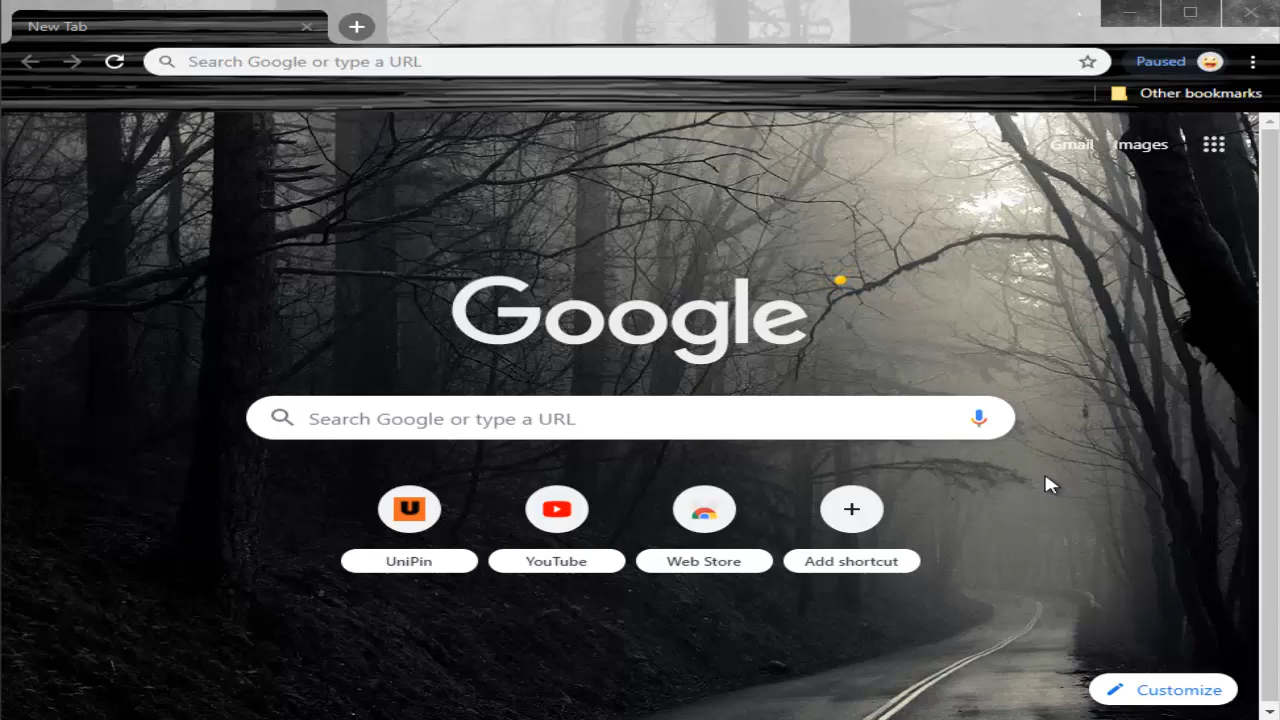 New Tab
Search Google or type a URL
Paused
Other bookmarks
Gmail Images
Google
Search Google or type a URL
UniPin YouTube Web Store Add shortcut
Customize